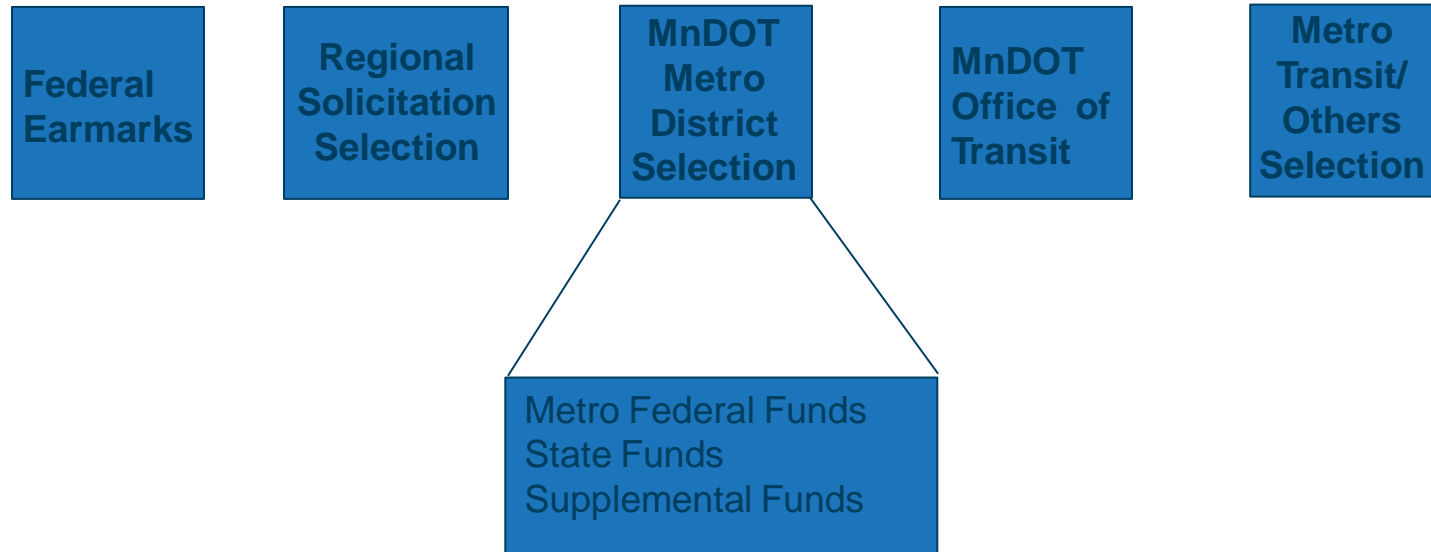 Federal
Earmarks
Regional
Solicitation
Selection
MnDOT
Metro
District
Selection
MnDOT
Office of
Transit
Metro
Transit/
Others
Selection
Metro Federal Funds
State Funds
Supplemental Funds